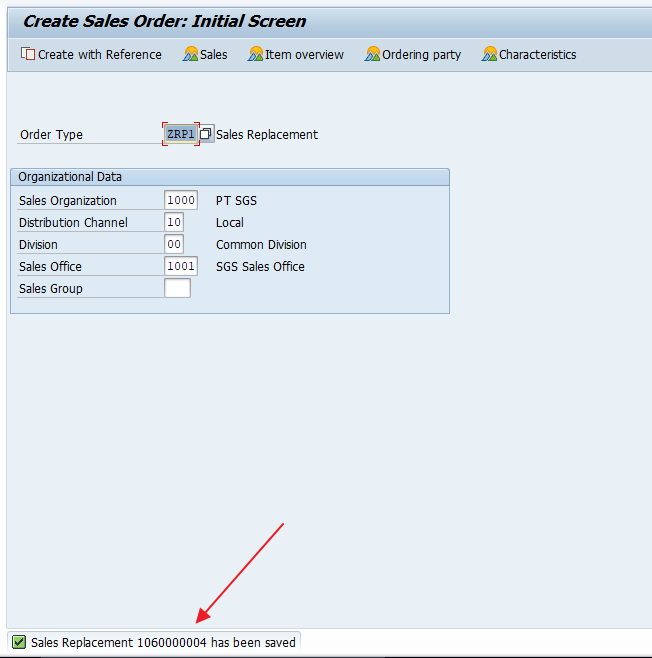 Create Sales Order: Initial Screen
Create with Reference Sales Item overview Ordering party Characteristics
Order Type ZRP1 Sales Replacement
Organizational Data
Sales Organization 1000 PT SGS
Distribution Channel 10 Local
Division 00 Common Division
Sales Office 1001 SGS Sales Office
Sales Group
Sales Replacement 1060000004 has been saved